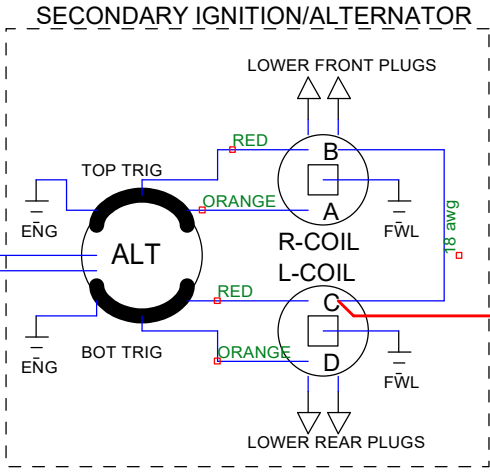 SECONDARY IGNITION/ALTERNATOR
LOWER FRONT PLUGS
RED
B
TOP TRIG
ORANGE
A
ENG
FWL
18 awg
ALT
R-COIL
L-COIL
RED
C
BOT TRIG
ORANGE
D
ENG
FWL
LOWER REAR PLUGS